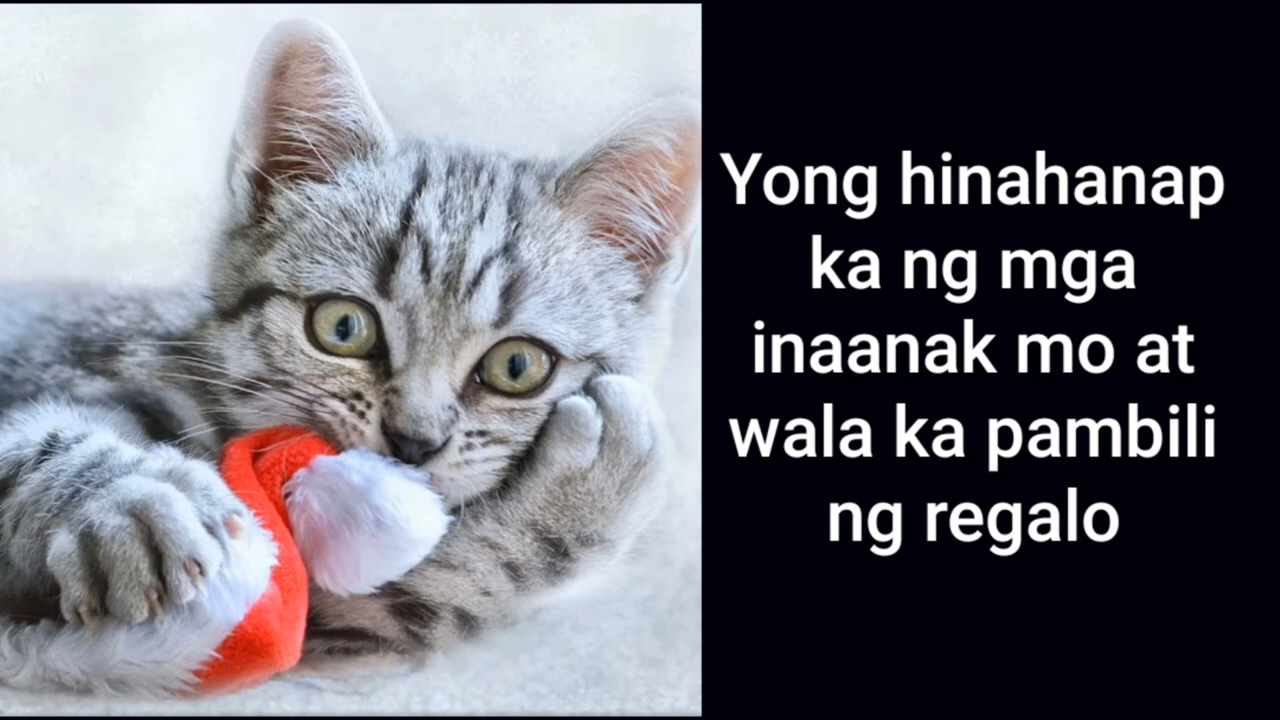 Yong hinahanap
ka ng mga
inaanak mo at
wala ka pambili
ng regalo